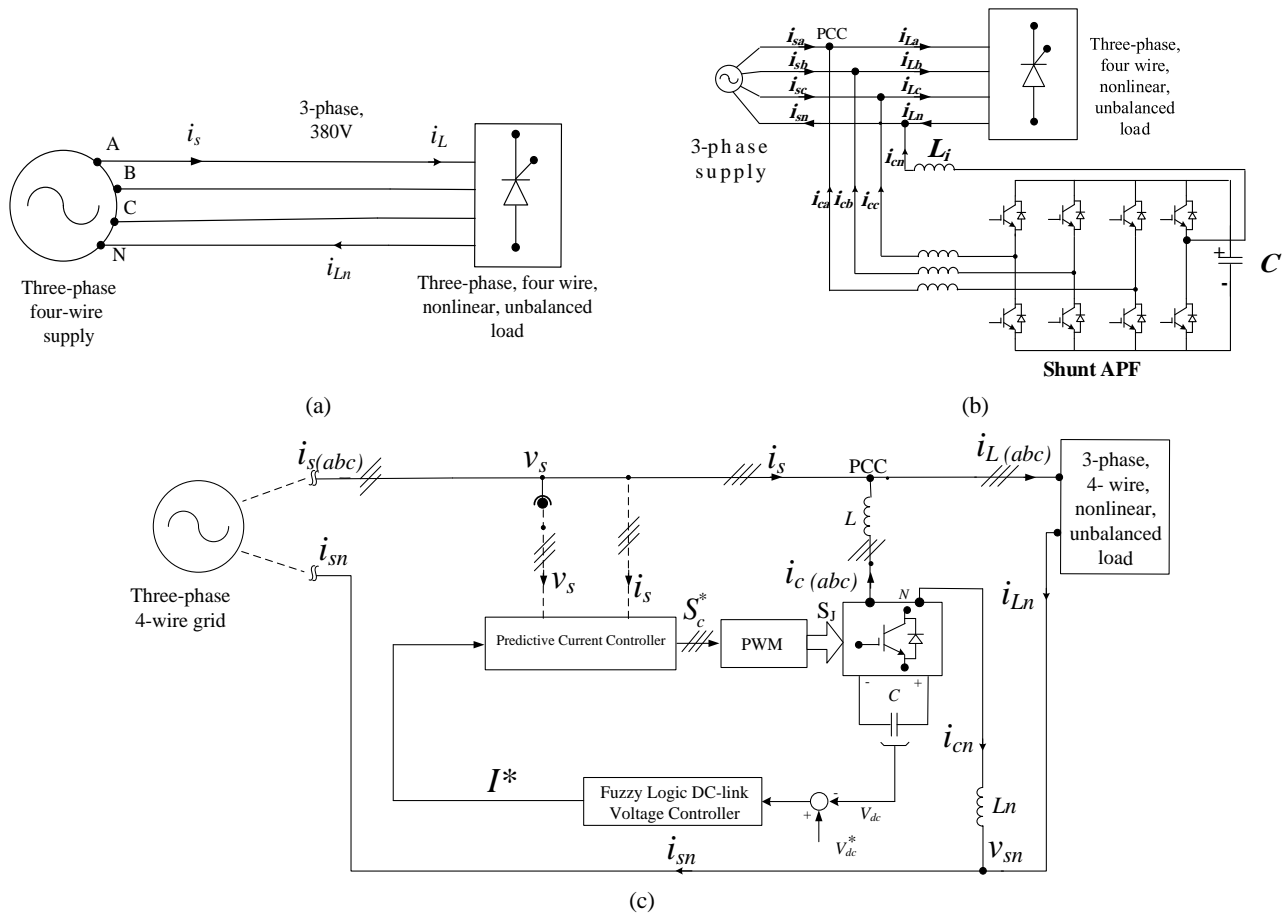 A
B
C
N
i_s
3-phase,
380V
i_L
i_Ln
Three-phase
four-wire
supply
Three-phase, four wire,
nonlinear, unbalanced
load
(a)
i_sa
PCC
i_La
i_sb
i_Lb
i_sc
i_Lc
i_sn
i_Ln
Three-phase,
four wire,
nonlinear,
unbalanced
load
3-phase
supply
i_cn
L_i
i_ca
i_cb
i_cc
+
-
C
Shunt APF
(b)
i_s(abc)
v_s
i_s
PCC
i_L (abc)
3-phase,
4- wire,
nonlinear,
unbalanced
load
L
i_sn
Three-phase
4-wire grid
v_s
i_s
i_c (abc)
N
i_Ln
Predictive Current Controller
S_c^*
PWM
S_J
-
+
C
i_cn
I*
Fuzzy Logic DC-link
Voltage Controller
-
+
V_dc
V_dc^*
Ln
i_sn
v_sn
(c)